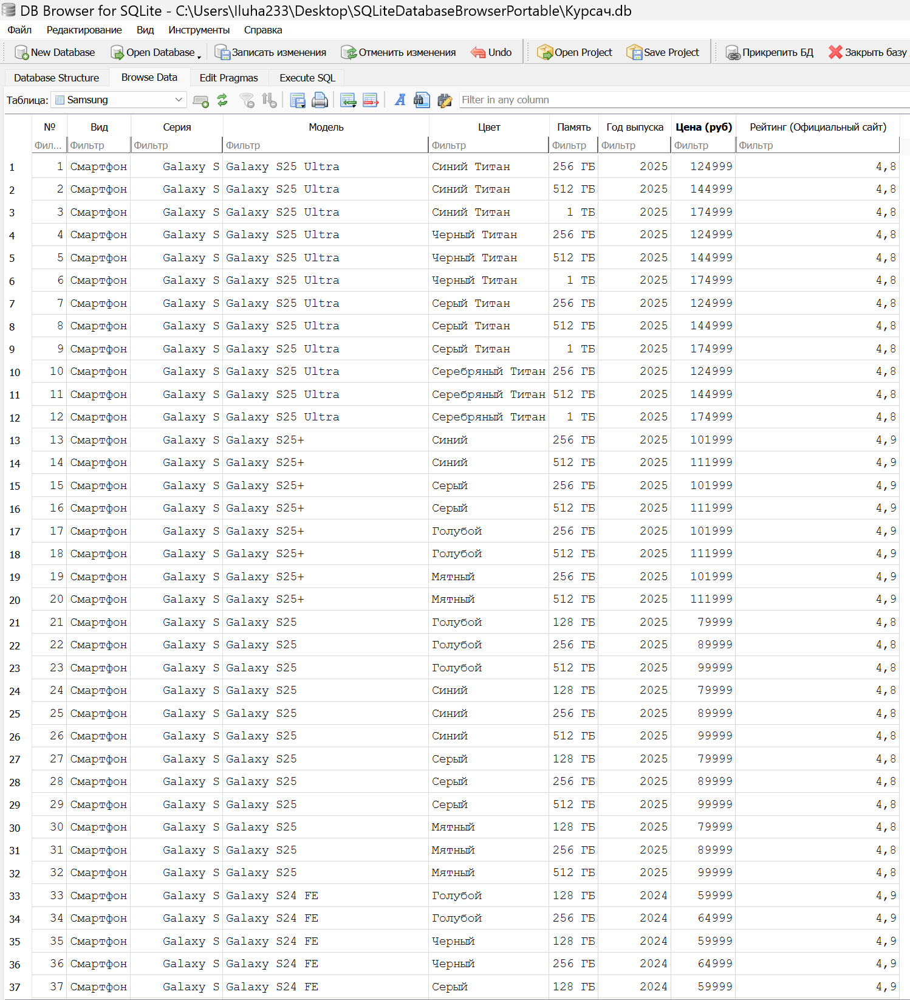 DB Browser for SQLite - C:\Users\Iluha233\Desktop\SQLiteDatabaseBrowserPortable\Курсач.db
Файл Редактирование Вид Инструменты Справка
New Database Open Database Записать изменения Отменить изменения Undo Open Project Save Project Прикрепить БД Закрыть базу
Database Structure Browse Data Edit Pragmas Execute SQL
Таблица: Samsung Filter in any column
№ Вид Серия Модель Цвет Память Год выпуска Цена (руб) Рейтинг (Официальный сайт)
Фил... Фильтр Фильтр Фильтр Фильтр Фильтр Фильтр Фильтр Фильтр
1 1 Смартфон Galaxy S Galaxy S25 Ultra Синий Титан 256 ГБ 2025 124999 4,8
2 2 Смартфон Galaxy S Galaxy S25 Ultra Синий Титан 512 ГБ 2025 144999 4,8
3 3 Смартфон Galaxy S Galaxy S25 Ultra Синий Титан 1 ТБ 2025 174999 4,8
4 4 Смартфон Galaxy S Galaxy S25 Ultra Черный Титан 256 ГБ 2025 124999 4,8
5 5 Смартфон Galaxy S Galaxy S25 Ultra Черный Титан 512 ГБ 2025 144999 4,8
6 6 Смартфон Galaxy S Galaxy S25 Ultra Черный Титан 1 ТБ 2025 174999 4,8
7 7 Смартфон Galaxy S Galaxy S25 Ultra Серый Титан 256 ГБ 2025 124999 4,8
8 8 Смартфон Galaxy S Galaxy S25 Ultra Серый Титан 512 ГБ 2025 144999 4,8
9 9 Смартфон Galaxy S Galaxy S25 Ultra Серый Титан 1 ТБ 2025 174999 4,8
10 10 Смартфон Galaxy S Galaxy S25 Ultra Серебряный Титан 256 ГБ 2025 124999 4,8
11 11 Смартфон Galaxy S Galaxy S25 Ultra Серебряный Титан 512 ГБ 2025 144999 4,8
12 12 Смартфон Galaxy S Galaxy S25 Ultra Серебряный Титан 1 ТБ 2025 174999 4,8
13 13 Смартфон Galaxy S Galaxy S25+ Синий 256 ГБ 2025 101999 4,9
14 14 Смартфон Galaxy S Galaxy S25+ Синий 512 ГБ 2025 111999 4,9
15 15 Смартфон Galaxy S Galaxy S25+ Серый 256 ГБ 2025 101999 4,9
16 16 Смартфон Galaxy S Galaxy S25+ Серый 512 ГБ 2025 111999 4,9
17 17 Смартфон Galaxy S Galaxy S25+ Голубой 256 ГБ 2025 101999 4,9
18 18 Смартфон Galaxy S Galaxy S25+ Голубой 512 ГБ 2025 111999 4,9
19 19 Смартфон Galaxy S Galaxy S25+ Мятный 256 ГБ 2025 101999 4,9
20 20 Смартфон Galaxy S Galaxy S25+ Мятный 512 ГБ 2025 111999 4,9
21 21 Смартфон Galaxy S Galaxy S25 Голубой 128 ГБ 2025 79999 4,8
22 22 Смартфон Galaxy S Galaxy S25 Голубой 256 ГБ 2025 89999 4,8
23 23 Смартфон Galaxy S Galaxy S25 Голубой 512 ГБ 2025 99999 4,8
24 24 Смартфон Galaxy S Galaxy S25 Синий 128 ГБ 2025 79999 4,8
25 25 Смартфон Galaxy S Galaxy S25 Синий 256 ГБ 2025 89999 4,8
26 26 Смартфон Galaxy S Galaxy S25 Синий 512 ГБ 2025 99999 4,8
27 27 Смартфон Galaxy S Galaxy S25 Серый 128 ГБ 2025 79999 4,8
28 28 Смартфон Galaxy S Galaxy S25 Серый 256 ГБ 2025 89999 4,8
29 29 Смартфон Galaxy S Galaxy S25 Серый 512 ГБ 2025 99999 4,8
30 30 Смартфон Galaxy S Galaxy S25 Мятный 128 ГБ 2025 79999 4,8
31 31 Смартфон Galaxy S Galaxy S25 Мятный 256 ГБ 2025 89999 4,8
32 32 Смартфон Galaxy S Galaxy S25 Мятный 512 ГБ 2025 99999 4,8
33 33 Смартфон Galaxy S Galaxy S24 FE Голубой 128 ГБ 2024 59999 4,9
34 34 Смартфон Galaxy S Galaxy S24 FE Голубой 256 ГБ 2024 64999 4,9
35 35 Смартфон Galaxy S Galaxy S24 FE Черный 128 ГБ 2024 59999 4,9
36 36 Смартфон Galaxy S Galaxy S24 FE Черный 256 ГБ 2024 64999 4,9
37 37 Смартфон Galaxy S Galaxy S24 FE Серый 128 ГБ 2024 59999 4,9